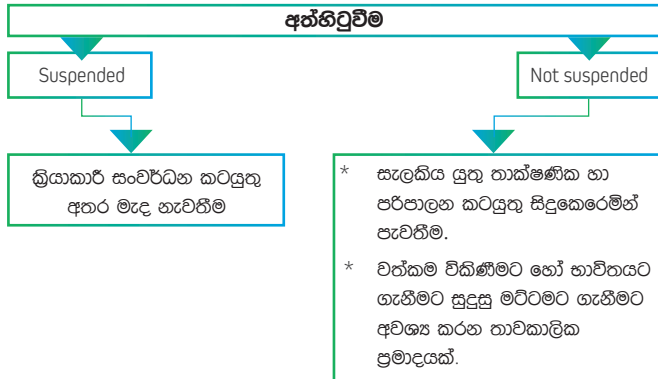 අත්හිටුවීම
Suspended
Not suspended
ක්‍රියාකාරී සංවර්ධන කටයුතු
අතර මැද නැවතීම
* සැලකිය යුතු තාක්ෂණික හා
පරිපාලන කටයුතු සිදුකෙරෙමින්
පැවතීම.
* වත්කම විකිණීමට හෝ භාවිතයට
ගැනීමට සුදුසු මට්ටමට ගැනීමට
අවශ්‍ය කරන තාවකාලික
ප්‍රමාදයක්.